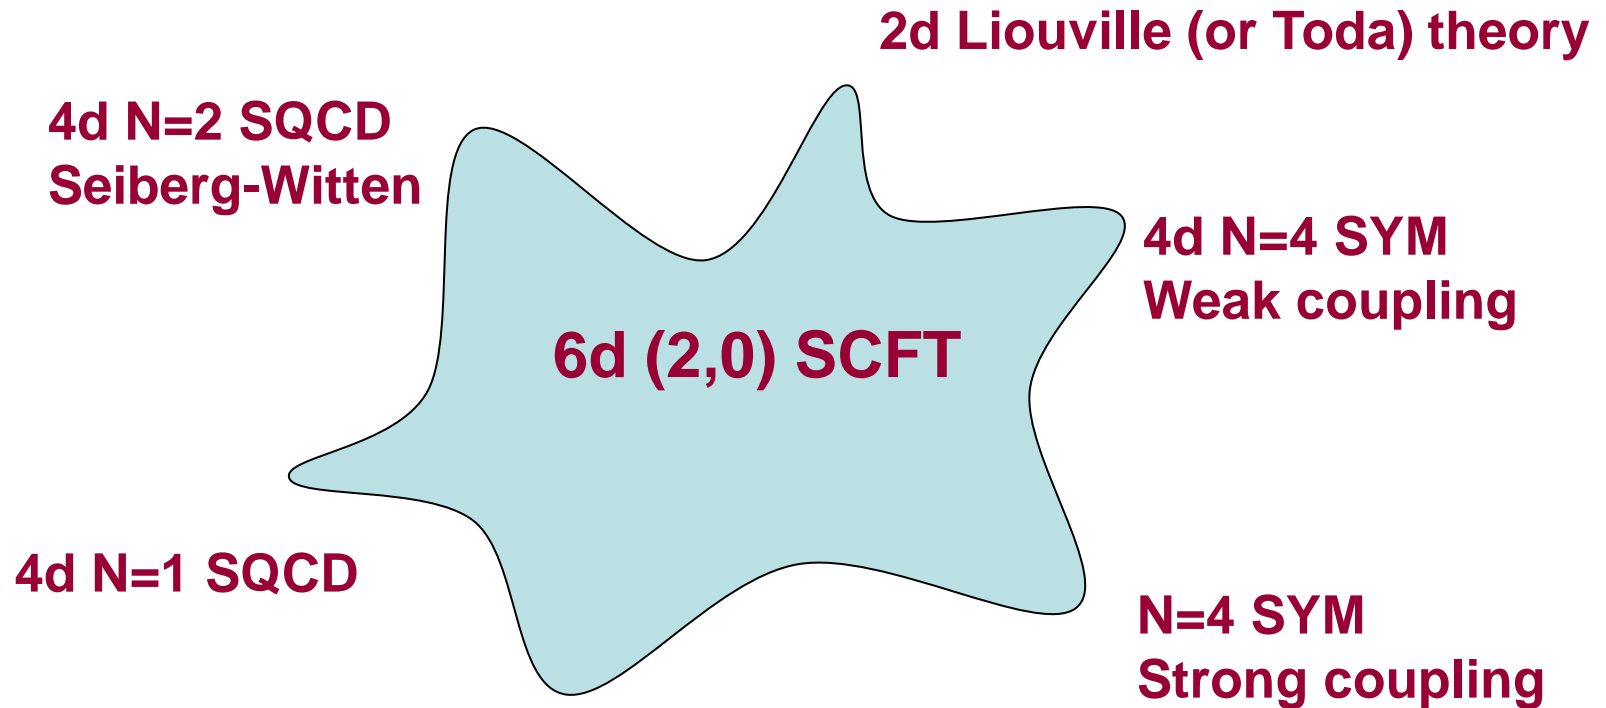 2d Liouville (or Toda) theory
4d N=2 SQCD
Seiberg-Witten
4d N=4 SYM
Weak coupling
6d (2,0) SCFT
4d N=1 SQCD
N=4 SYM
Strong coupling